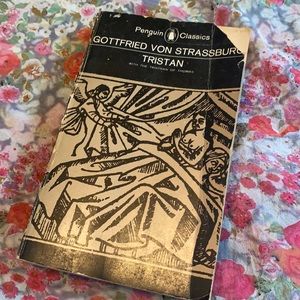 Penguin Classics
GOTTFRIED VON STRASSBURG
TRISTAN
WITH THE 'TRISTRAN' OF THOMAS